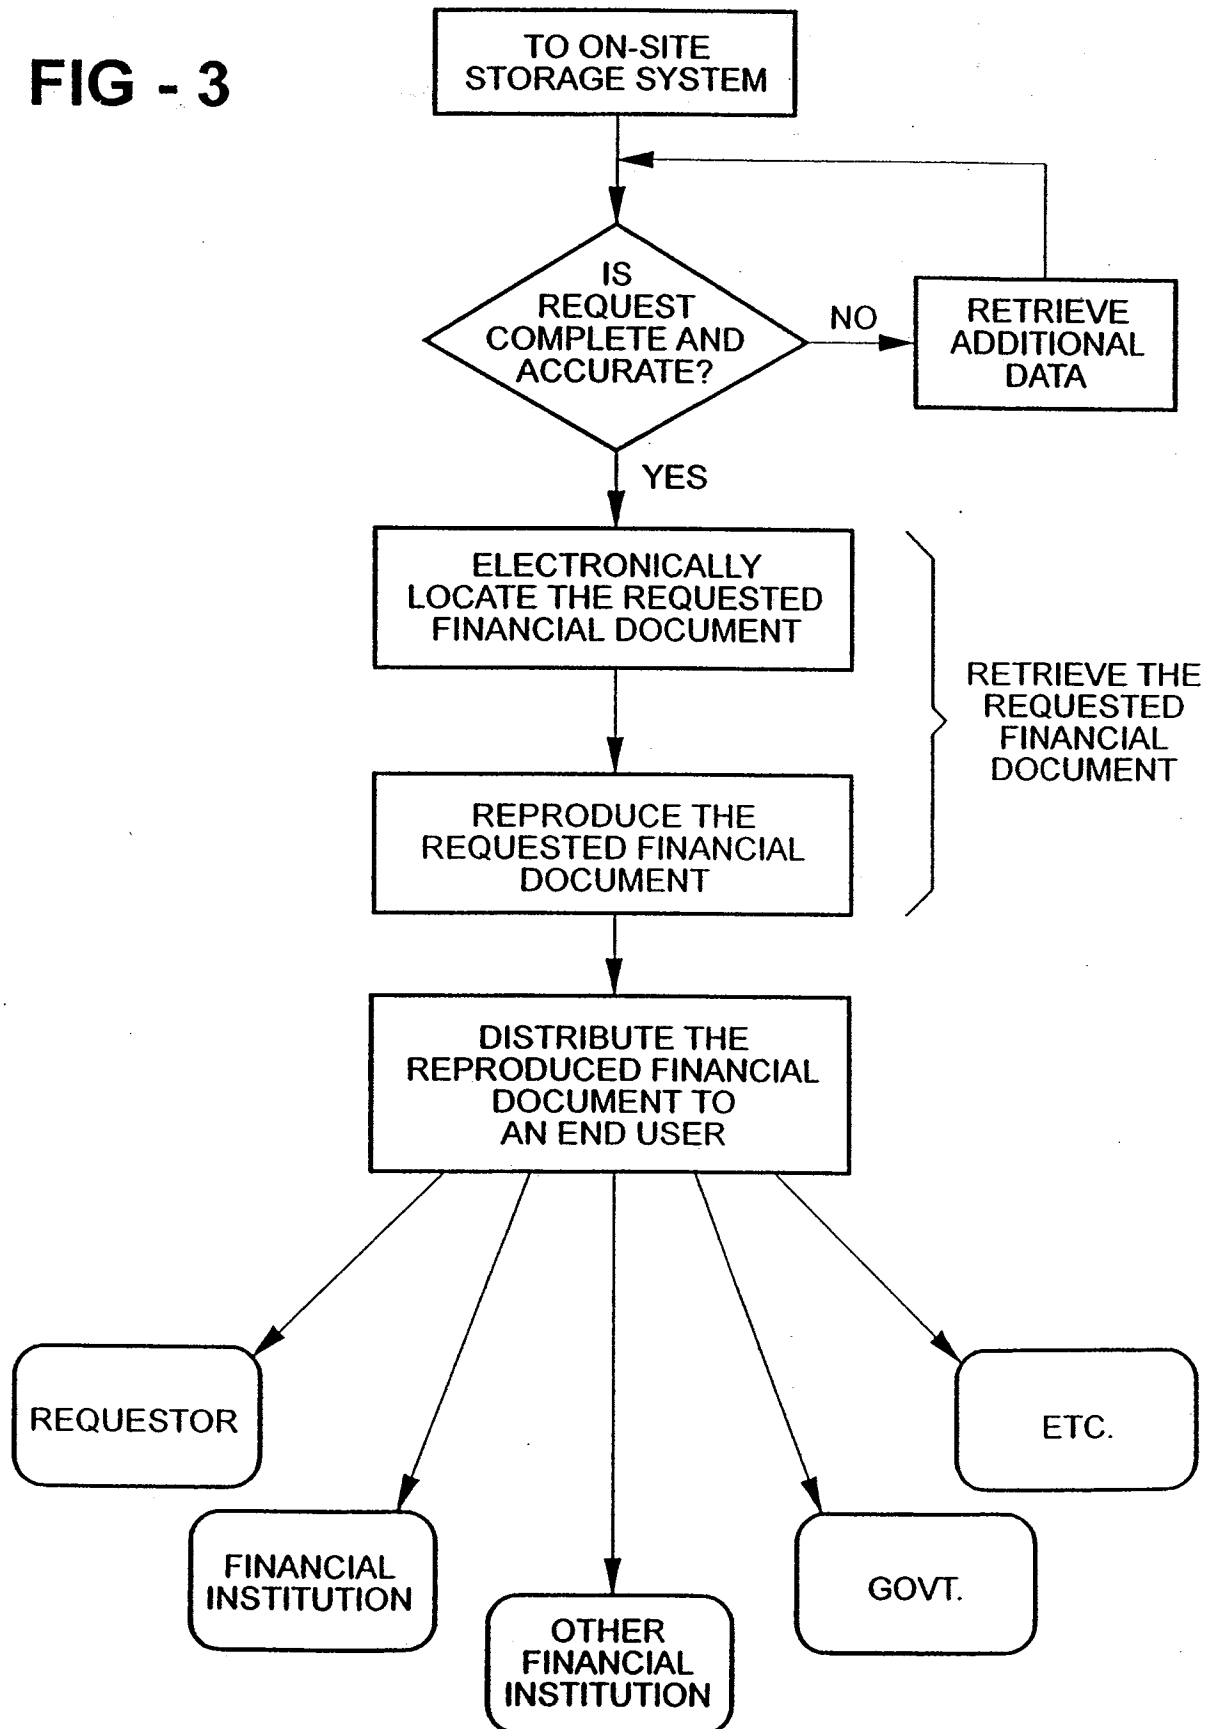 FIG - 3
TO ON-SITE
STORAGE SYSTEM
IS
REQUEST
COMPLETE AND
ACCURATE?
NO
RETRIEVE
ADDITIONAL
DATA
YES
ELECTRONICALLY
LOCATE THE REQUESTED
FINANCIAL DOCUMENT
RETRIEVE THE
REQUESTED
FINANCIAL
DOCUMENT
REPRODUCE THE
REQUESTED FINANCIAL
DOCUMENT
DISTRIBUTE THE
REPRODUCED FINANCIAL
DOCUMENT TO
AN END USER
REQUESTOR
FINANCIAL
INSTITUTION
OTHER
FINANCIAL
INSTITUTION
GOVT.
ETC.